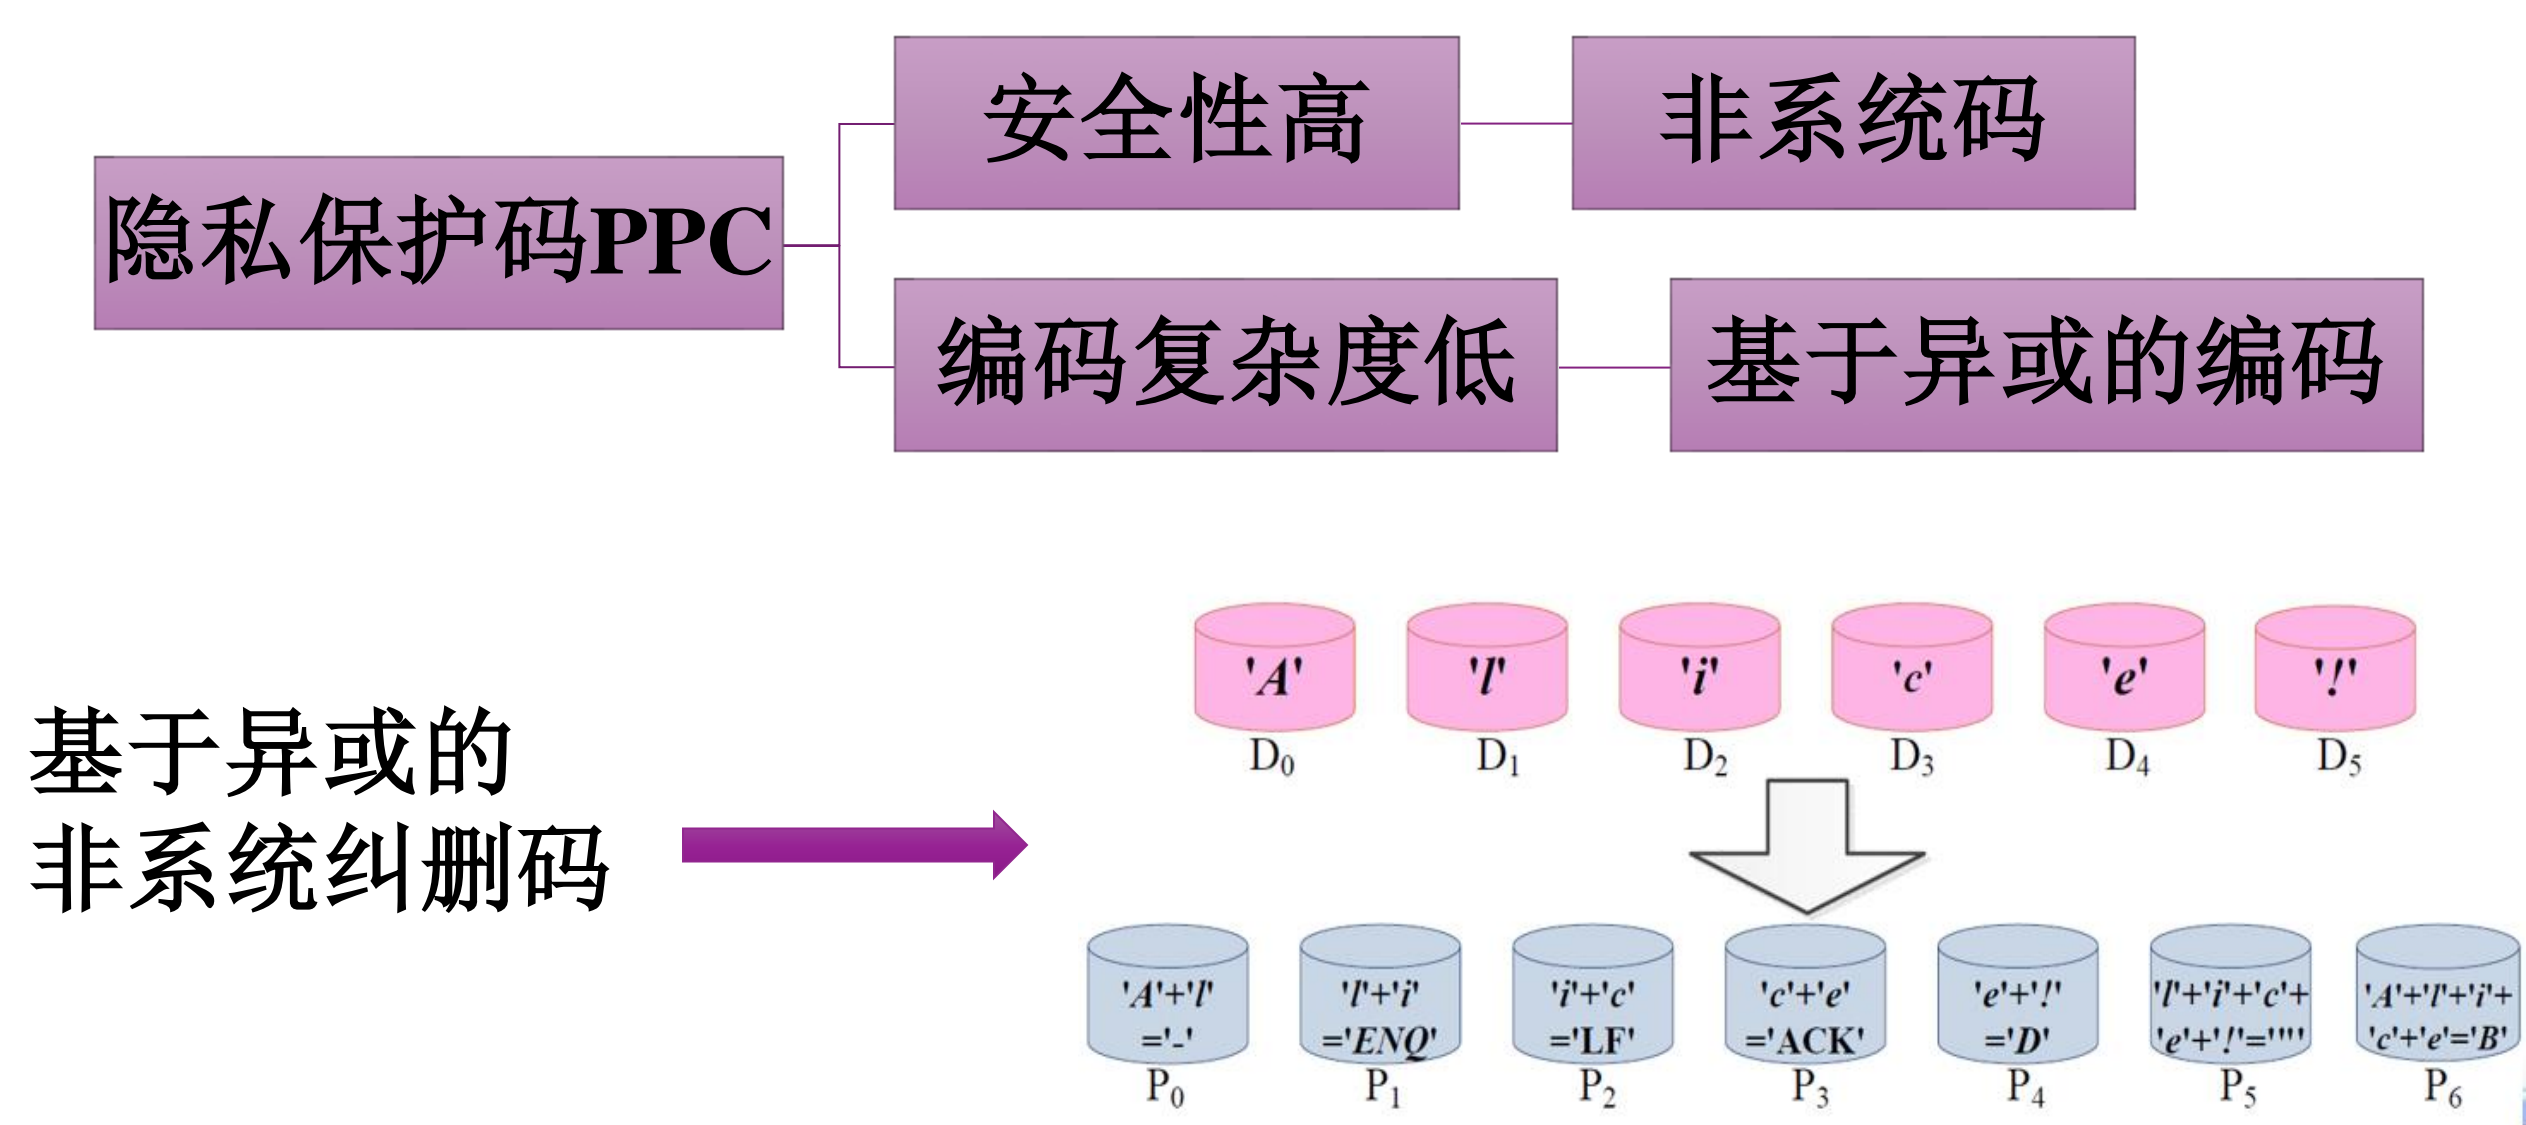 安全性高
非系统码
隐私保护码PPC
编码复杂度低
基于异或的编码
基于异或的
非系统纠删码
'A'
'l'
'i'
'c'
'e'
'!'
D0
D1
D2
D3
D4
D5
'A'+'l'
='-'
'l'+'i'
='ENQ'
'i'+'c'
='LF'
'c'+'e'
='ACK'
'e'+'!'
='D'
'l'+'i'+'c'+
'e'+'!'='"'
'A'+'l'+'i'+
'c'+'e'='B'
P0
P1
P2
P3
P4
P5
P6